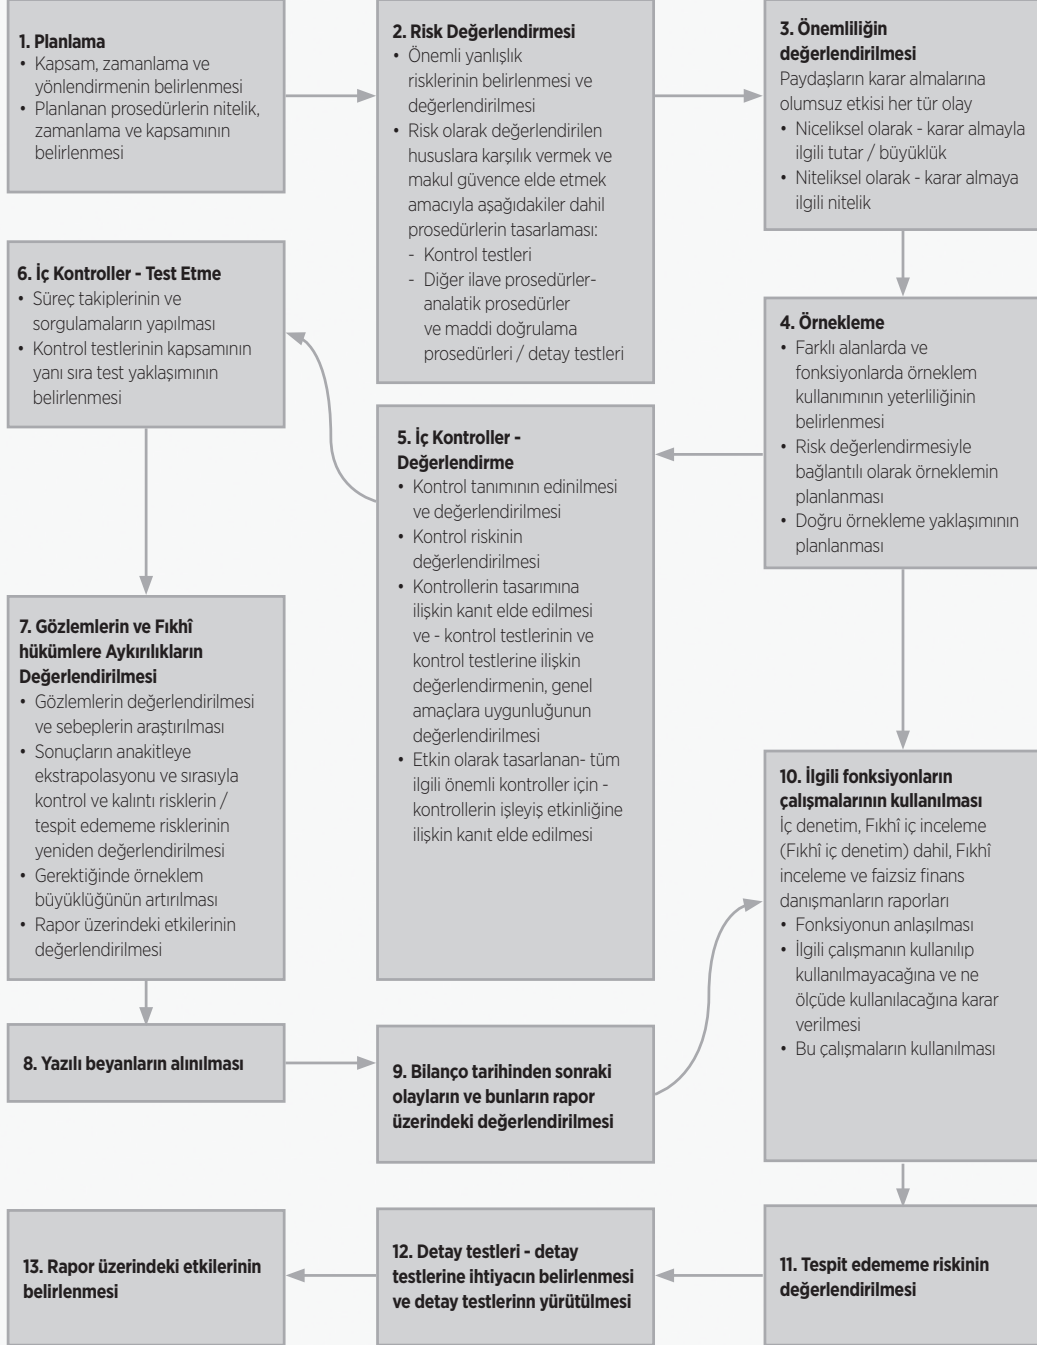 1. Planlama
• Kapsam, zamanlama ve
yönlendirmenin belirlenmesi
• Planlanan prosedürlerin nitelik,
zamanlama ve kapsamının
belirlenmesi
2. Risk Değerlendirmesi
• Önemli yanlışlık
risklerinin belirlenmesi ve
değerlendirilmesi
• Risk olarak değerlendirilen
hususlara karşılık vermek ve
makul güvence elde etmek
amacıyla aşağıdakiler dahil
prosedürlerin tasarlaması:
- Kontrol testleri
- Diğer ilave prosedürler-
analatik prosedürler
ve maddi doğrulama
prosedürleri / detay testleri
3. Önemliliğin
değerlendirilmesi
Paydaşların karar almalarına
olumsuz etkisi her tür olay
• Niceliksel olarak - karar almayla
ilgili tutar / büyüklük
• Niteliksel olarak - karar almaya
ilgili nitelik
4. Örnekleme
• Farklı alanlarda ve
fonksiyonlarda örneklem
kullanımının yeterliliğinin
belirlenmesi
• Risk değerlendirmesiyle
bağlantılı olarak örneklemin
planlanması
• Doğru örnekleme yaklaşımının
planlanması
5. İç Kontroller -
Değerlendirme
• Kontrol tanımının edinilmesi
ve değerlendirilmesi
• Kontrol riskinin
değerlendirilmesi
• Kontrollerin tasarımına
ilişkin kanıt elde edilmesi
ve - kontrol testlerinin ve
kontrol testlerine ilişkin
değerlendirmenin, genel
amaçlara uygunluğunun
değerlendirilmesi
• Etkin olarak tasarlanan- tüm
ilgili önemli kontroller için -
kontrollerin işleyiş etkinliğine
ilişkin kanıt elde edilmesi
6. İç Kontroller - Test Etme
• Süreç takiplerinin ve
sorgulamaların yapılması
• Kontrol testlerinin kapsamının
yanı sıra test yaklaşımının
belirlenmesi
7. Gözlemlerin ve Fıkhî
hükümlere Aykırılıkların
Değerlendirilmesi
• Gözlemlerin değerlendirilmesi
ve sebeplerin araştırılması
• Sonuçların anakitleye
ekstrapolasyonu ve sırasıyla
kontrol ve kalıntı risklerin /
tespit edememe risklerinin
yeniden değerlendirilmesi
• Gerektiğinde örneklem
büyüklüğünün artırılması
• Rapor üzerindeki etkilerinin
değerlendirilmesi
8. Yazılı beyanların alınılması
9. Bilanço tarihinden sonraki
olayların ve bunların rapor
üzerindeki değerlendirilmesi
10. İlgili fonksiyonların
çalışmalarının kullanılması
İç denetim, Fıkhî iç inceleme
(Fıkhî iç denetim) dahil, Fıkhî
inceleme ve faizsiz finans
danışmanların raporları
• Fonksiyonun anlaşılması
• İlgili çalışmanın kullanılıp
kullanılmayacağına ve ne
ölçüde kullanılacağına karar
verilmesi
• Bu çalışmaların kullanılması
11. Tespit edememe riskinin
değerlendirilmesi
12. Detay testleri - detay
testlerine ihtiyacın belirlenmesi
ve detay testlerinn yürütülmesi
13. Rapor üzerindeki etkilerinin
belirlenmesi